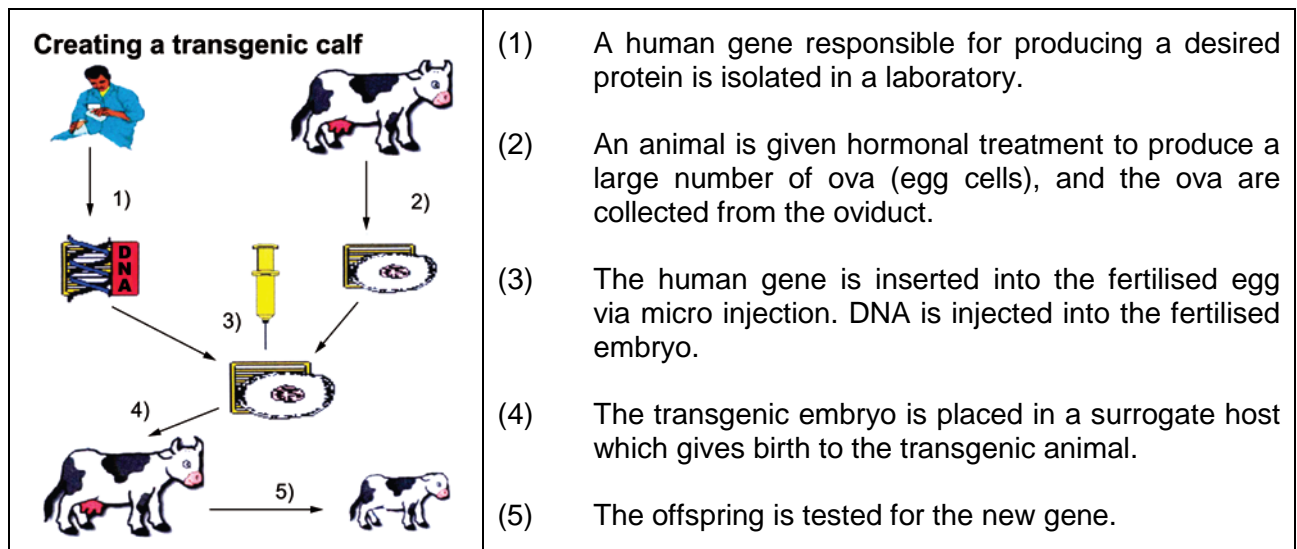 Creating a transgenic calf
1)
2)
D
N
A
3)
4)
5)
(1) A human gene responsible for producing a desired
protein is isolated in a laboratory.
(2) An animal is given hormonal treatment to produce a
large number of ova (egg cells), and the ova are
collected from the oviduct.
(3) The human gene is inserted into the fertilised egg
via micro injection. DNA is injected into the fertilised
embryo.
(4) The transgenic embryo is placed in a surrogate host
which gives birth to the transgenic animal.
(5) The offspring is tested for the new gene.